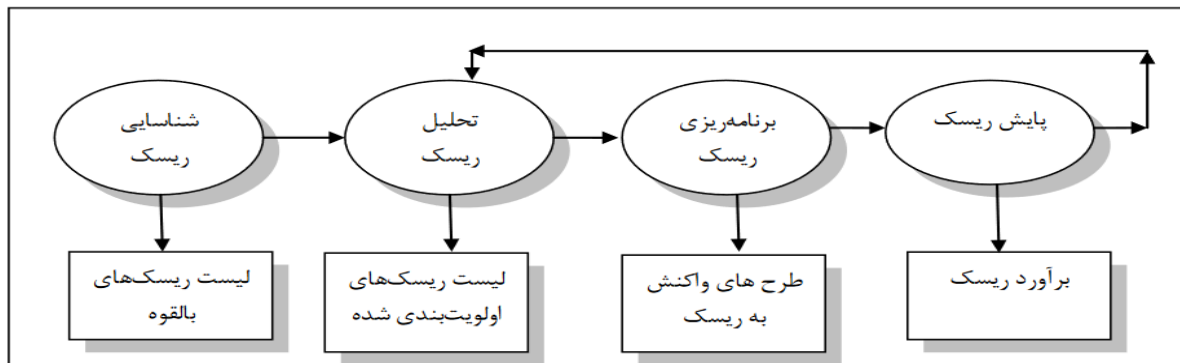 شناسایی
ریسک
تحلیل
ریسک
برنامه‌ریزی
ریسک
پایش ریسک
لیست ریسک‌های
بالقوه
لیست ریسک‌های
اولویت‌بندی شده
طرح های واکنش
به ریسک
برآورد ریسک